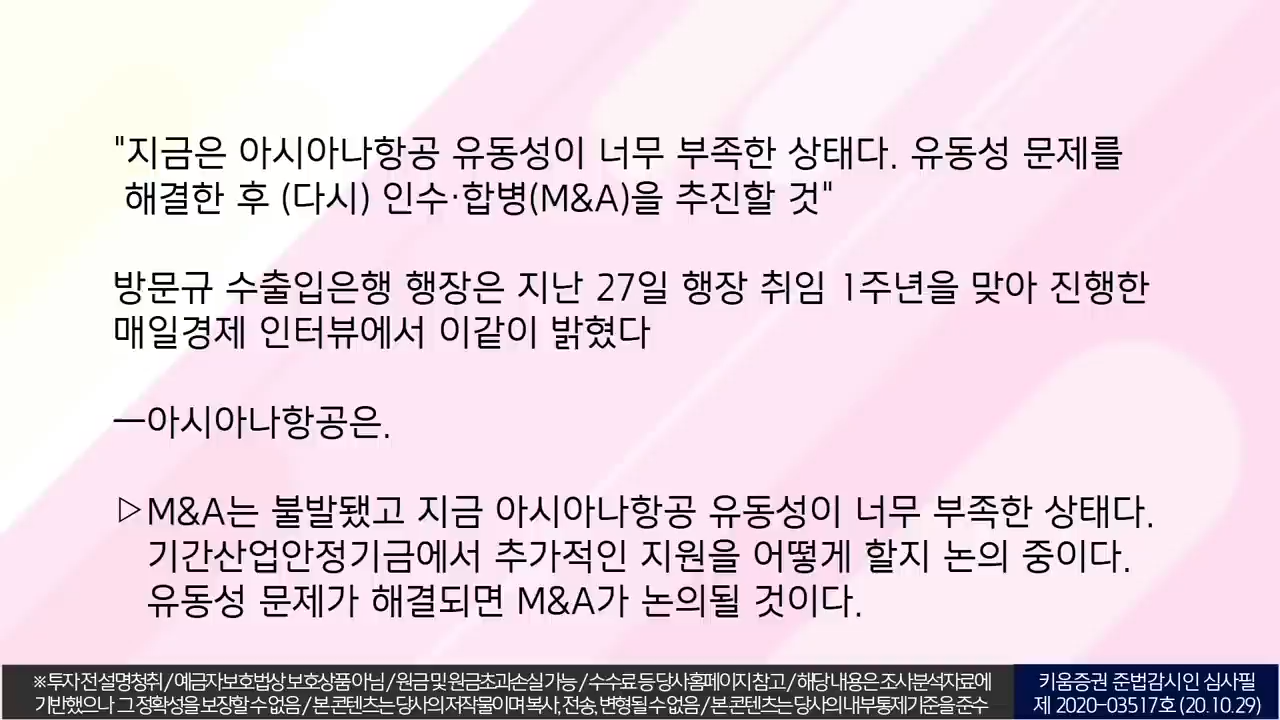 "지금은 아시아나항공 유동성이 너무 부족한 상태다. 유동성 문제를
해결한 후 (다시) 인수·합병(M&A)을 추진할 것"
방문규 수출입은행 행장은 지난 27일 행장 취임 1주년을 맞아 진행한
매일경제 인터뷰에서 이같이 밝혔다
—아시아나항공은.
▷M&A는 불발됐고 지금 아시아나항공 유동성이 너무 부족한 상태다.
기간산업안정기금에서 추가적인 지원을 어떻게 할지 논의 중이다.
유동성 문제가 해결되면 M&A가 논의될 것이다.
※ 투자 전 설명청취 / 예금자보호법상 보호상품 아님 / 원금 및 원금초과손실 가능 / 수수료 등 당사홈페이지 참고 / 해당 내용은 조사분석자료에
기반했으나 그 정확성을 보장할 수 없음 / 본 콘텐츠는 당사의 저작물이며 복사, 전송, 변형될 수 없음 / 본 콘텐츠는 당사의 내부통제기준을 준수
키움증권 준법감시인 심사필
제 2020-03517호 (20.10.29)